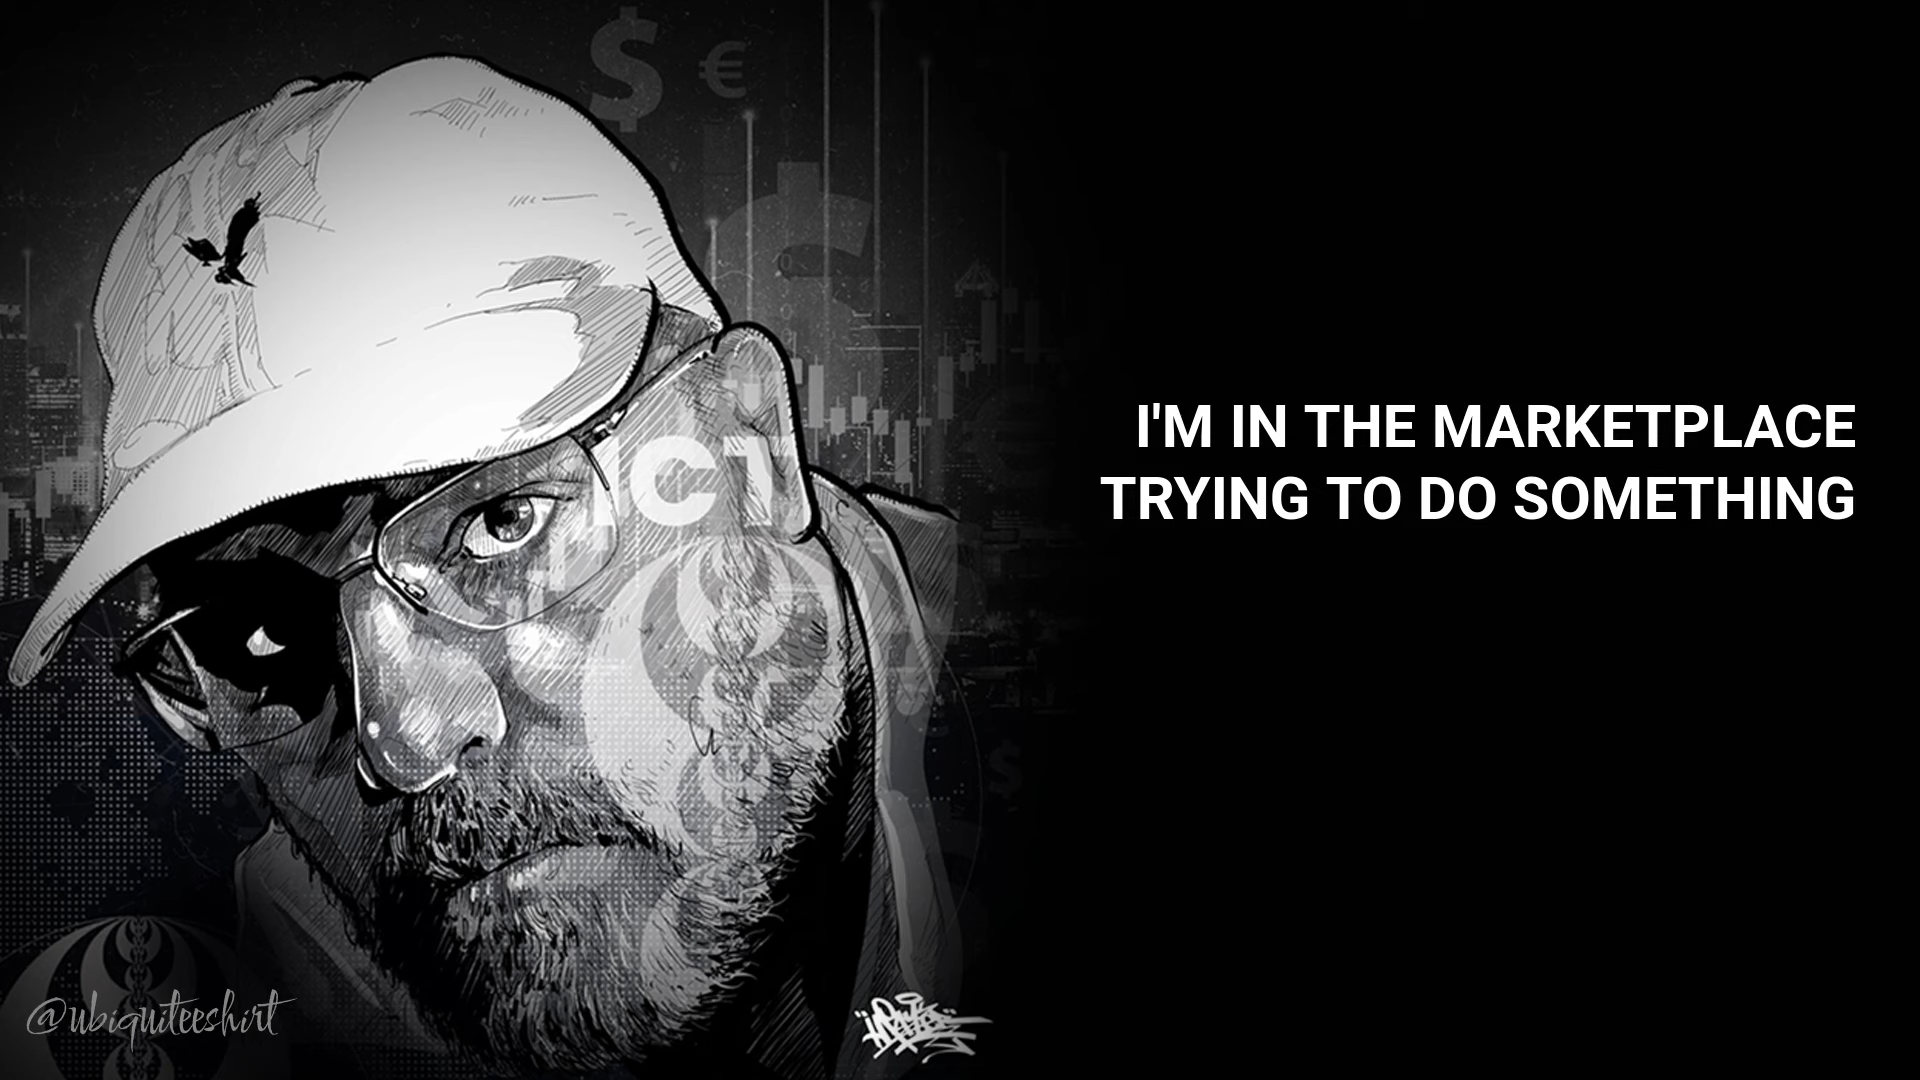 $ €
ICT
I'M IN THE MARKETPLACE
TRYING TO DO SOMETHING
@ubiquiteeshirt